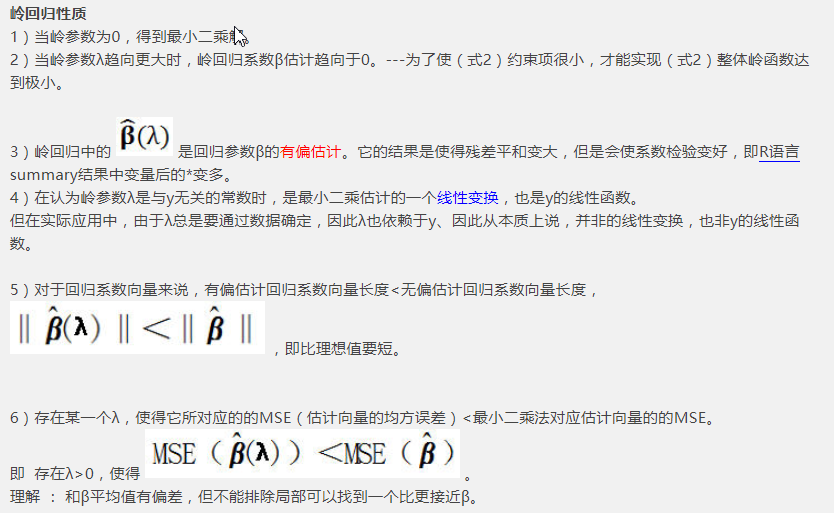 岭回归性质
1）当岭参数为0，得到最小二乘解。
2）当岭参数λ趋向更大时，岭回归系数β估计趋向于0。---为了使（式2）约束项很小，才能实现（式2）整体岭函数达
到极小。
3）岭回归中的 β̂(λ) 是回归参数β的有偏估计。它的结果是使得残差平和变大，但是会使系数检验变好，即R语言
summary结果中变量后的*变多。
4）在认为岭参数λ是与y无关的常数时，是最小二乘估计的一个线性变换，也是y的线性函数。
但在实际应用中，由于λ总是要通过数据确定，因此λ也依赖于y、因此从本质上说，并非的线性变换，也非y的线性函
数。
5）对于回归系数向量来说，有偏估计回归系数向量长度<无偏估计回归系数向量长度，
‖ β̂(λ) ‖＜‖ β̂ ‖ ，即比理想值要短。
6）存在某一个λ，使得它所对应的的MSE（估计向量的均方误差）<最小二乘法对应估计向量的的MSE。
即 存在λ>0，使得 MSE（β̂(λ)）＜MSE（β̂） 。
理解 ： 和β平均值有偏差，但不能排除局部可以找到一个比更接近β。